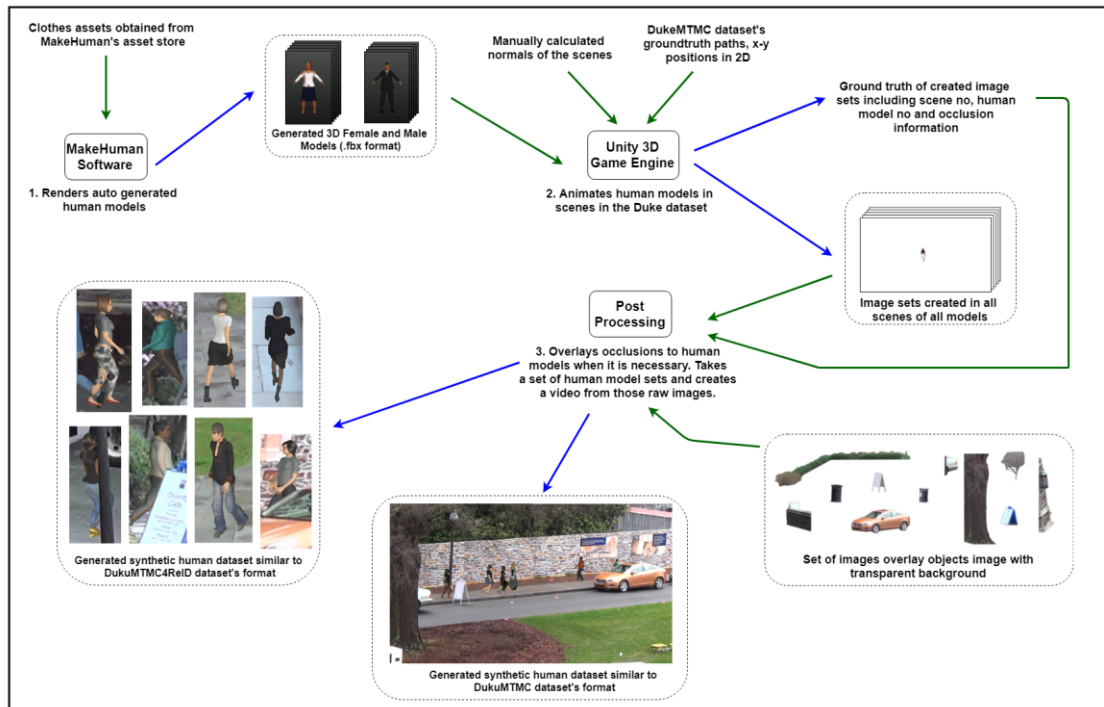 Clothes assets obtained from
MakeHuman's asset store
MakeHuman
Software
1. Renders auto generated
human models
Generated 3D Female and Male
Models (.fbx format)
Manually calculated
normals of the scenes
DukeMTMC dataset's
groundtruth paths, x-y
positions in 2D
Unity 3D
Game Engine
2. Animates human models in
scenes in the Duke dataset
Ground truth of created image
sets including scene no, human
model no and occlusion
information
Image sets created in all
scenes of all models
Post
Processing
3. Overlays occlusions to human
models when it is necessary. Takes
a set of human model sets and creates
a video from those raw images.
Set of images overlay objects image with
transparent background
Generated synthetic human dataset similar to
DukuMTMC4ReID dataset's format
Generated synthetic human dataset similar to
DukuMTMC dataset's format